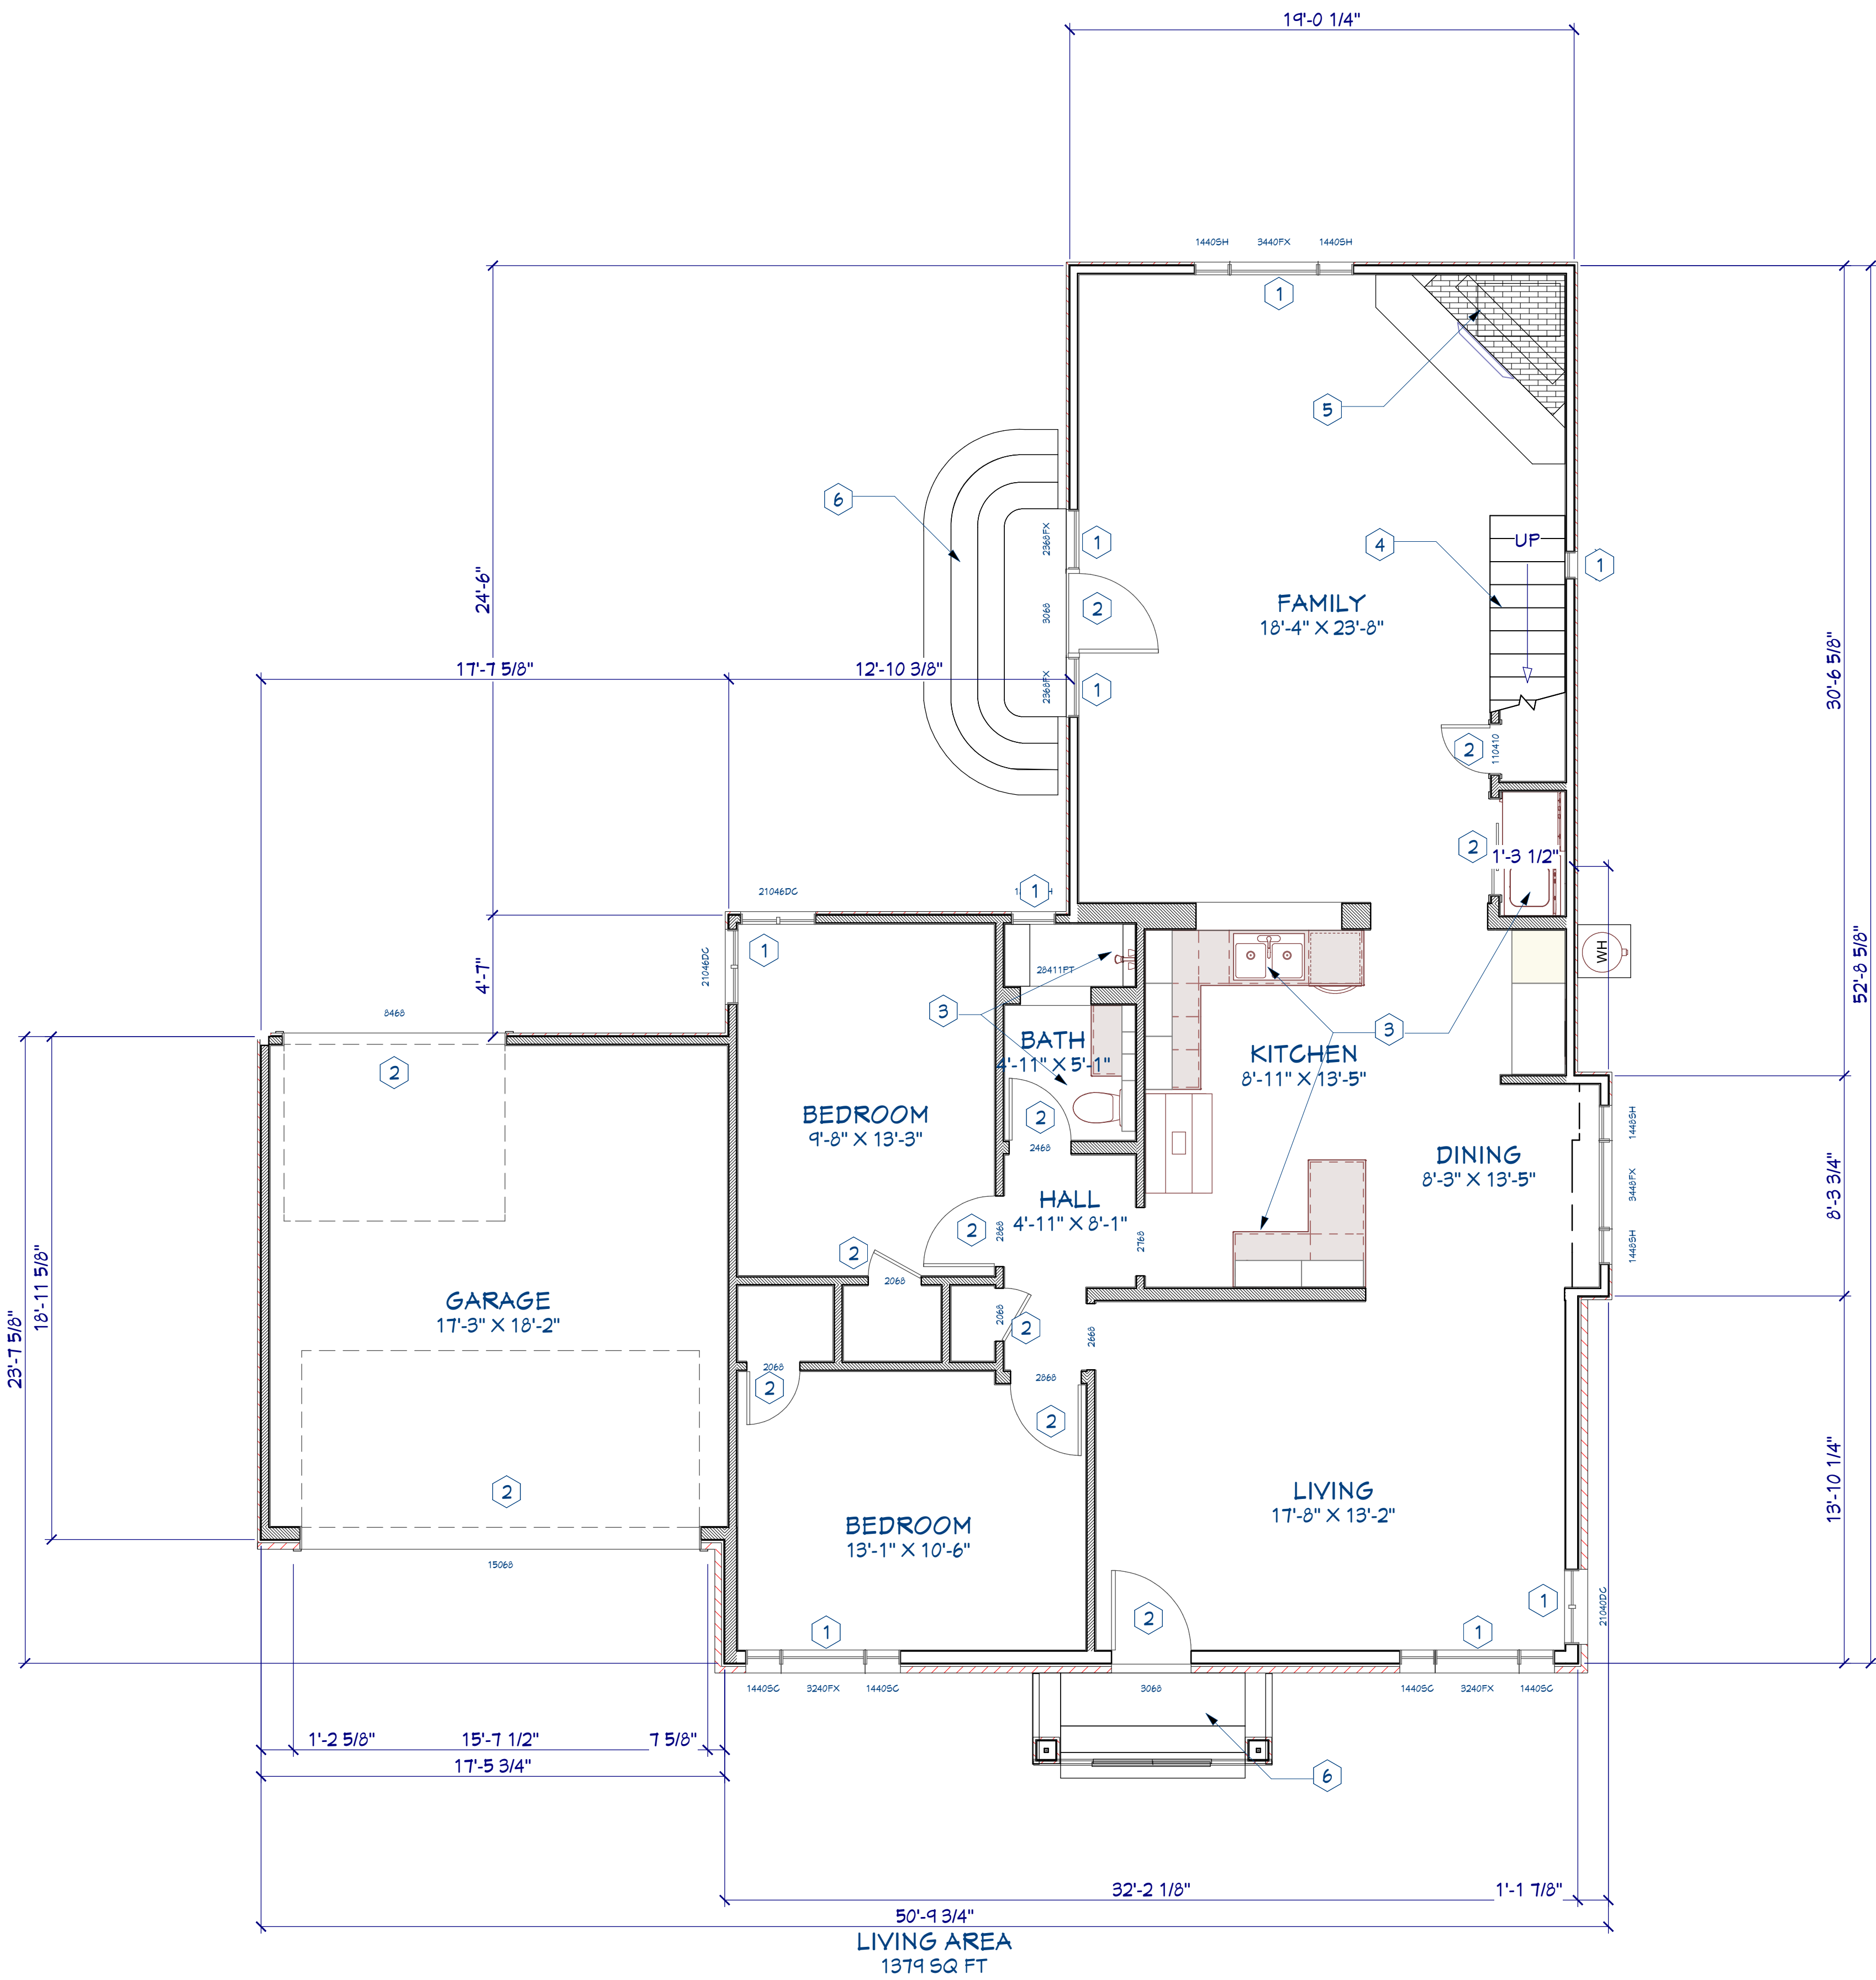 19'-0 1/4"
1440SH
3440FX
1440SH
1
5
6
2368FX
1
4
UP
1
24'-6"
3068
2
FAMILY
18'-4" X 23'-8"
17'-7 5/8"
12'-10 3/8"
2368FX
1
30'-6 5/8"
2
110410
2
1'-3 1/2"
21046DC
1
21046DC
1
28411FT
WH
52'-8 5/8"
4'-7"
3
3
8468
BATH
4'-11" X 5'-1"
KITCHEN
8'-11" X 13'-5"
2
BEDROOM
9'-8" X 13'-3"
2
2468
1448SH
DINING
8'-3" X 13'-5"
3448FX
1448SH
8'-3 3/4"
HALL
4'-11" X 8'-1"
2
2868
2768
2
2068
GARAGE
17'-3" X 18'-2"
18'-11 5/8"
23'-7 5/8"
2068
2
2668
2068
2
2868
2
13'-10 1/4"
2
LIVING
17'-8" X 13'-2"
BEDROOM
13'-1" X 10'-6"
15068
1
21040DC
2
1
1
1440SC
3240FX
1440SC
3068
1440SC
3240FX
1440SC
1'-2 5/8"
15'-7 1/2"
7 5/8"
17'-5 3/4"
6
32'-2 1/8"
1'-1 7/8"
50'-9 3/4"
LIVING AREA
1379 SQ FT